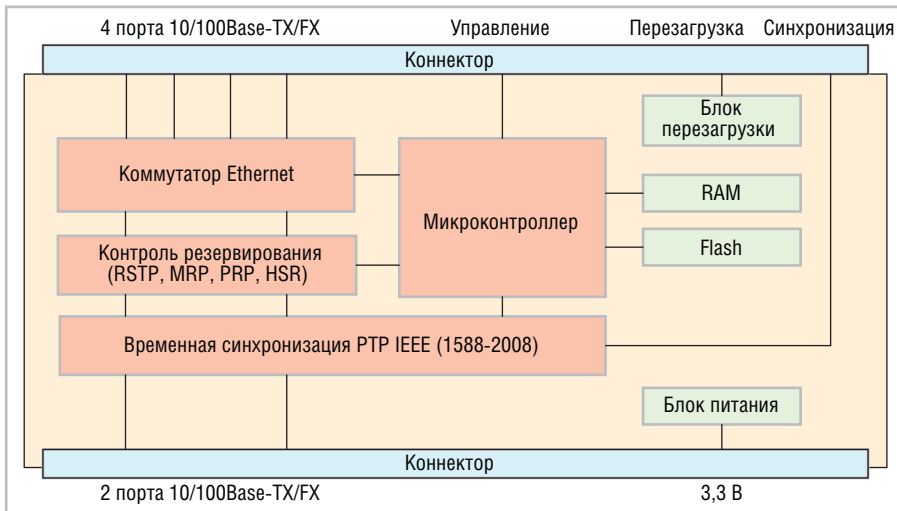 4 порта 10/100Base-TX/FX
Управление
Перезагрузка
Синхронизация
Коннектор
Блок
перезагрузки
Коммутатор Ethernet
Микроконтроллер
RAM
Flash
Контроль резервирования
(RSTP, MRP, PRP, HSR)
Временная синхронизация PTP IEEE (1588-2008)
Блок питания
Коннектор
2 порта 10/100Base-TX/FX
3,3 В